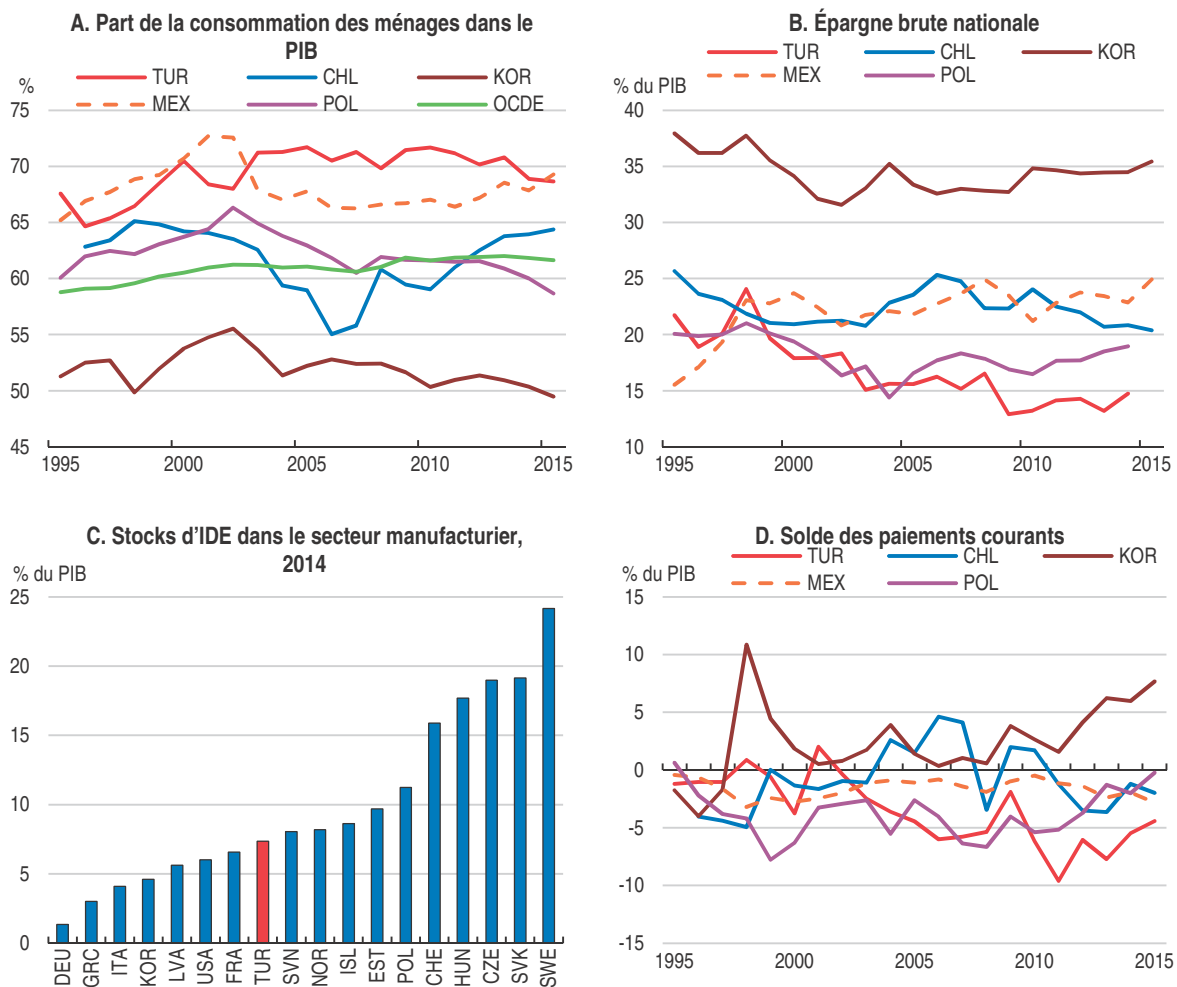 A. Part de la consommation des ménages dans le
PIB
TUR CHL KOR
%
MEX POL OCDE
75
70
65
60
55
50
45
1995 2000 2005 2010 2015
B. Épargne brute nationale
TUR CHL KOR
% du PIB
MEX POL
40
35
30
25
20
15
10
1995 2000 2005 2010 2015
C. Stocks d'IDE dans le secteur manufacturier,
2014
% du PIB
25
20
15
10
5
0
DEU GRC ITA KOR LVA USA FRA TUR SVN NOR ISL EST POL CHE HUN CZE SVK SWE
D. Solde des paiements courants
TUR CHL KOR
% du PIB
MEX POL
15
10
5
0
-5
-10
-15
1995 2000 2005 2010 2015